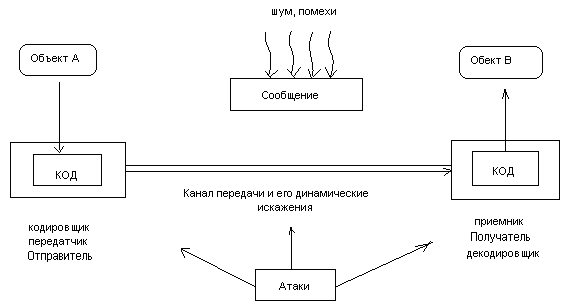 шум, помехи
Объект А
Обект В
Сообщение
КОД
КОД
Канал передачи и его динамические
искажения
кодировщик
передатчик
Отправитель
приемник
Получатель
декодировщик
Атаки